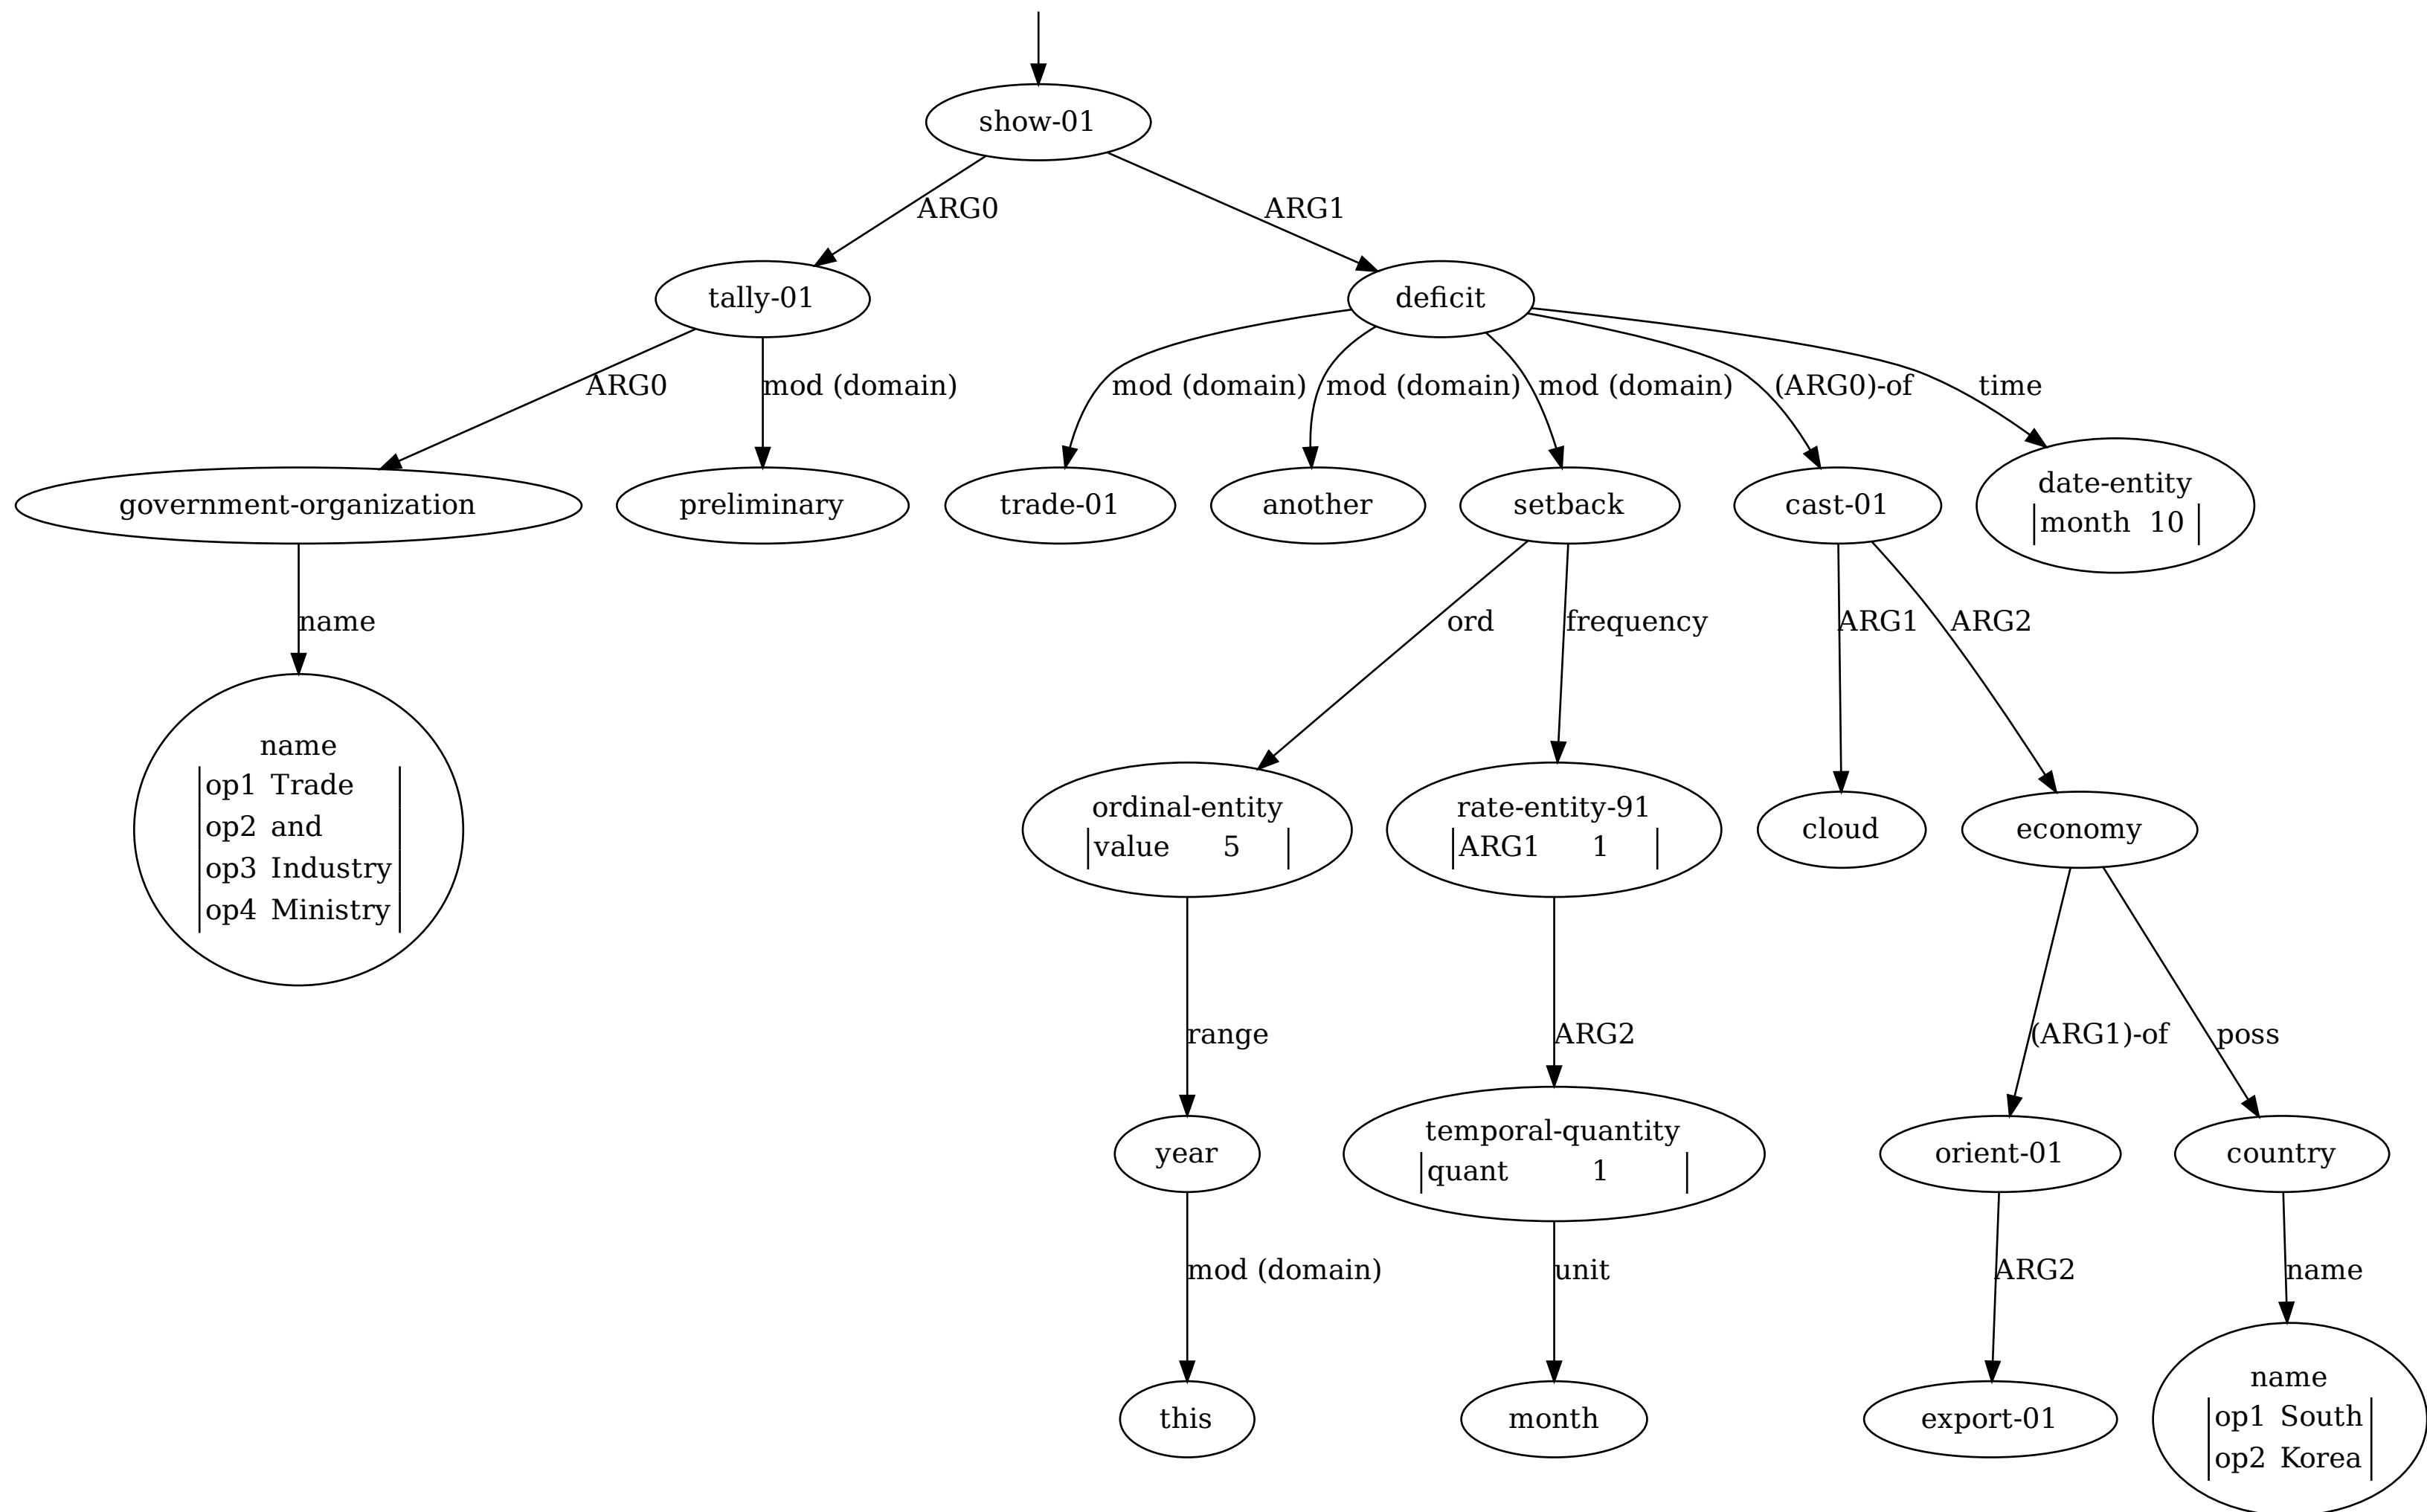 show-01
ARG0
ARG1
tally-01
deficit
ARG0
mod (domain)
mod (domain)
mod (domain)
mod (domain)
(ARG0)-of
time
government-organization
preliminary
trade-01
another
setback
cast-01
date-entity
month 10
name
ord
frequency
ARG1
ARG2
name
op1 Trade
op2 and
op3 Industry
op4 Ministry
ordinal-entity
value 5
rate-entity-91
ARG1 1
cloud
economy
range
ARG2
(ARG1)-of
poss
year
temporal-quantity
quant 1
orient-01
country
mod (domain)
unit
ARG2
name
this
month
export-01
name
op1 South
op2 Korea